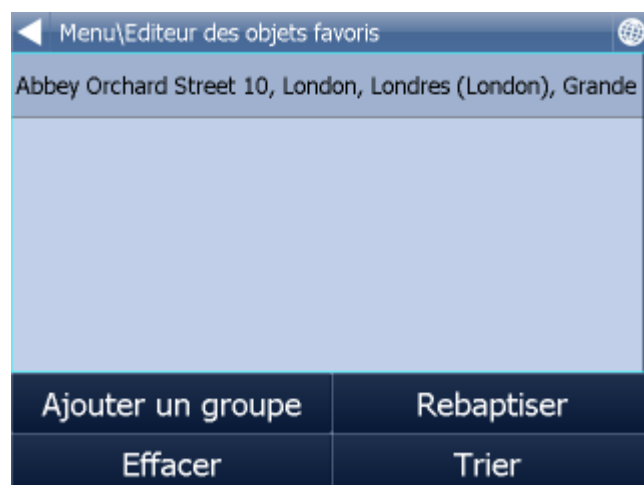 Menu\Editeur des objets favoris
Abbey Orchard Street 10, London, Londres (London), Grande
Ajouter un groupe
Rebaptiser
Effacer
Trier